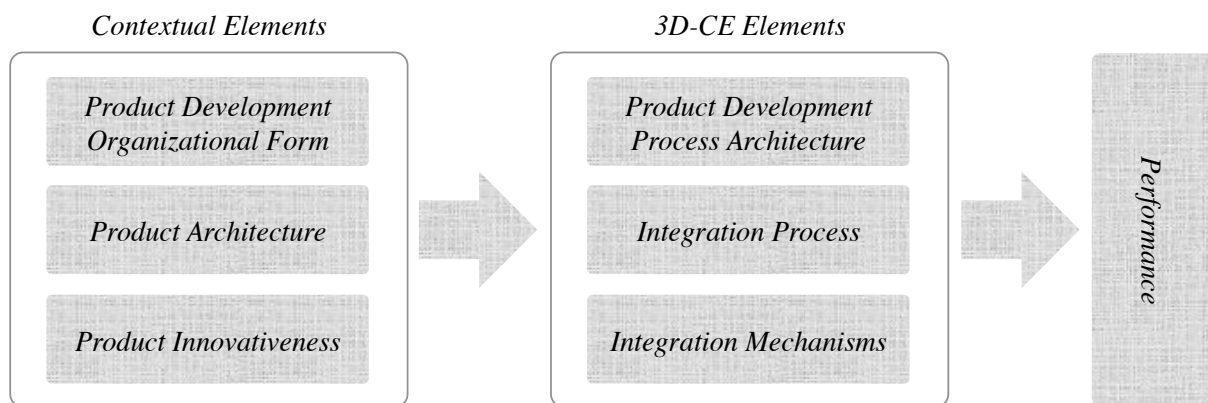 Contextual Elements
Product Development
Organizational Form
Product Architecture
Product Innovativeness
3D-CE Elements
Product Development
Process Architecture
Integration Process
Integration Mechanisms
Performance